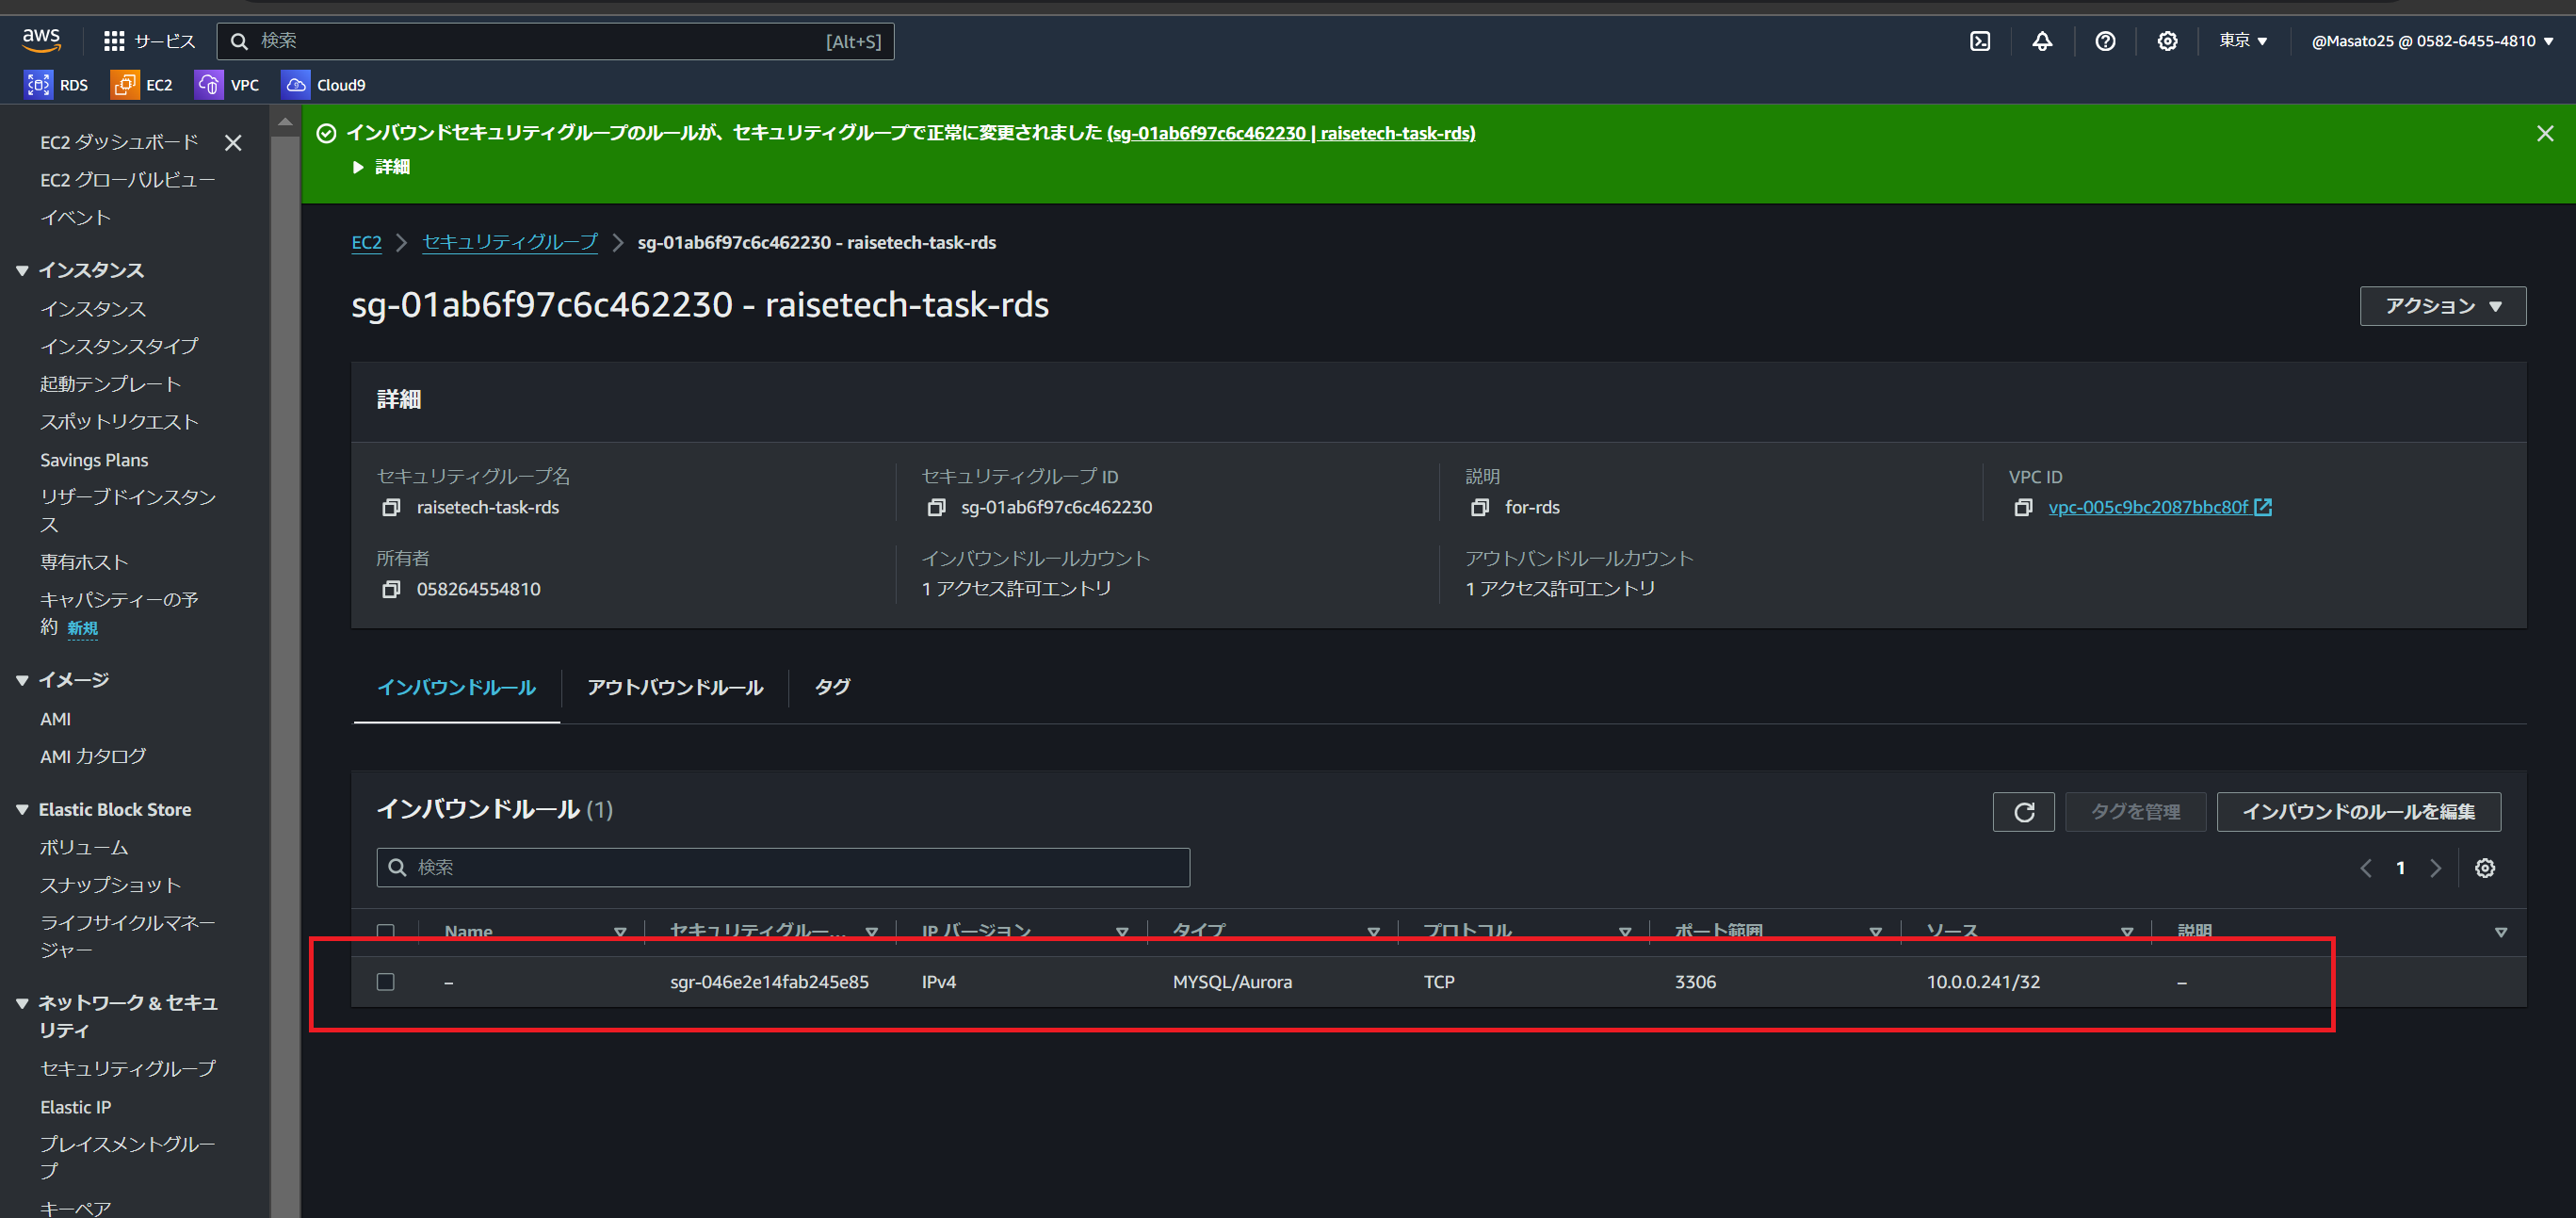 aws
サービス
検索
[Alt+S]
東京 ▼
@Masato25 @ 0582-6455-4810 ▼
RDS
EC2
VPC
Cloud9
EC2 ダッシュボード
EC2 グローバルビュー
イベント
▼ インスタンス
インスタンス
インスタンスタイプ
起動テンプレート
スポットリクエスト
Savings Plans
リザーブドインスタン
ス
専有ホスト
キャパシティーの予
約 新規
▼ イメージ
AMI
AMI カタログ
▼ Elastic Block Store
ボリューム
スナップショット
ライフサイクルマネー
ジャー
▼ ネットワーク & セキュ
リティ
セキュリティグループ
Elastic IP
プレイスメントグルー
プ
キーペア
インバウンドセキュリティグループのルールが、セキュリティグループで正常に変更されました (sg-01ab6f97c6c462230 | raisetech-task-rds)
▶ 詳細
EC2 > セキュリティグループ > sg-01ab6f97c6c462230 - raisetech-task-rds
sg-01ab6f97c6c462230 - raisetech-task-rds
アクション ▼
詳細
セキュリティグループ名
raisetech-task-rds
セキュリティグループ ID
sg-01ab6f97c6c462230
説明
for-rds
VPC ID
vpc-005c9bc2087bbc80f
所有者
058264554810
インバウンドルールカウント
1 アクセス許可エントリ
アウトバンドルールカウント
1 アクセス許可エントリ
インバウンドルール
アウトバウンドルール
タグ
インバウンドルール (1)
タグを管理
インバウンドのルールを編集
検索
1
Name
セキュリティグルー...
IP バージョン
タイプ
プロトコル
ポート範囲
ソース
説明
–
sgr-046e2e14fab245e85
IPv4
MYSQL/Aurora
TCP
3306
10.0.0.241/32
–